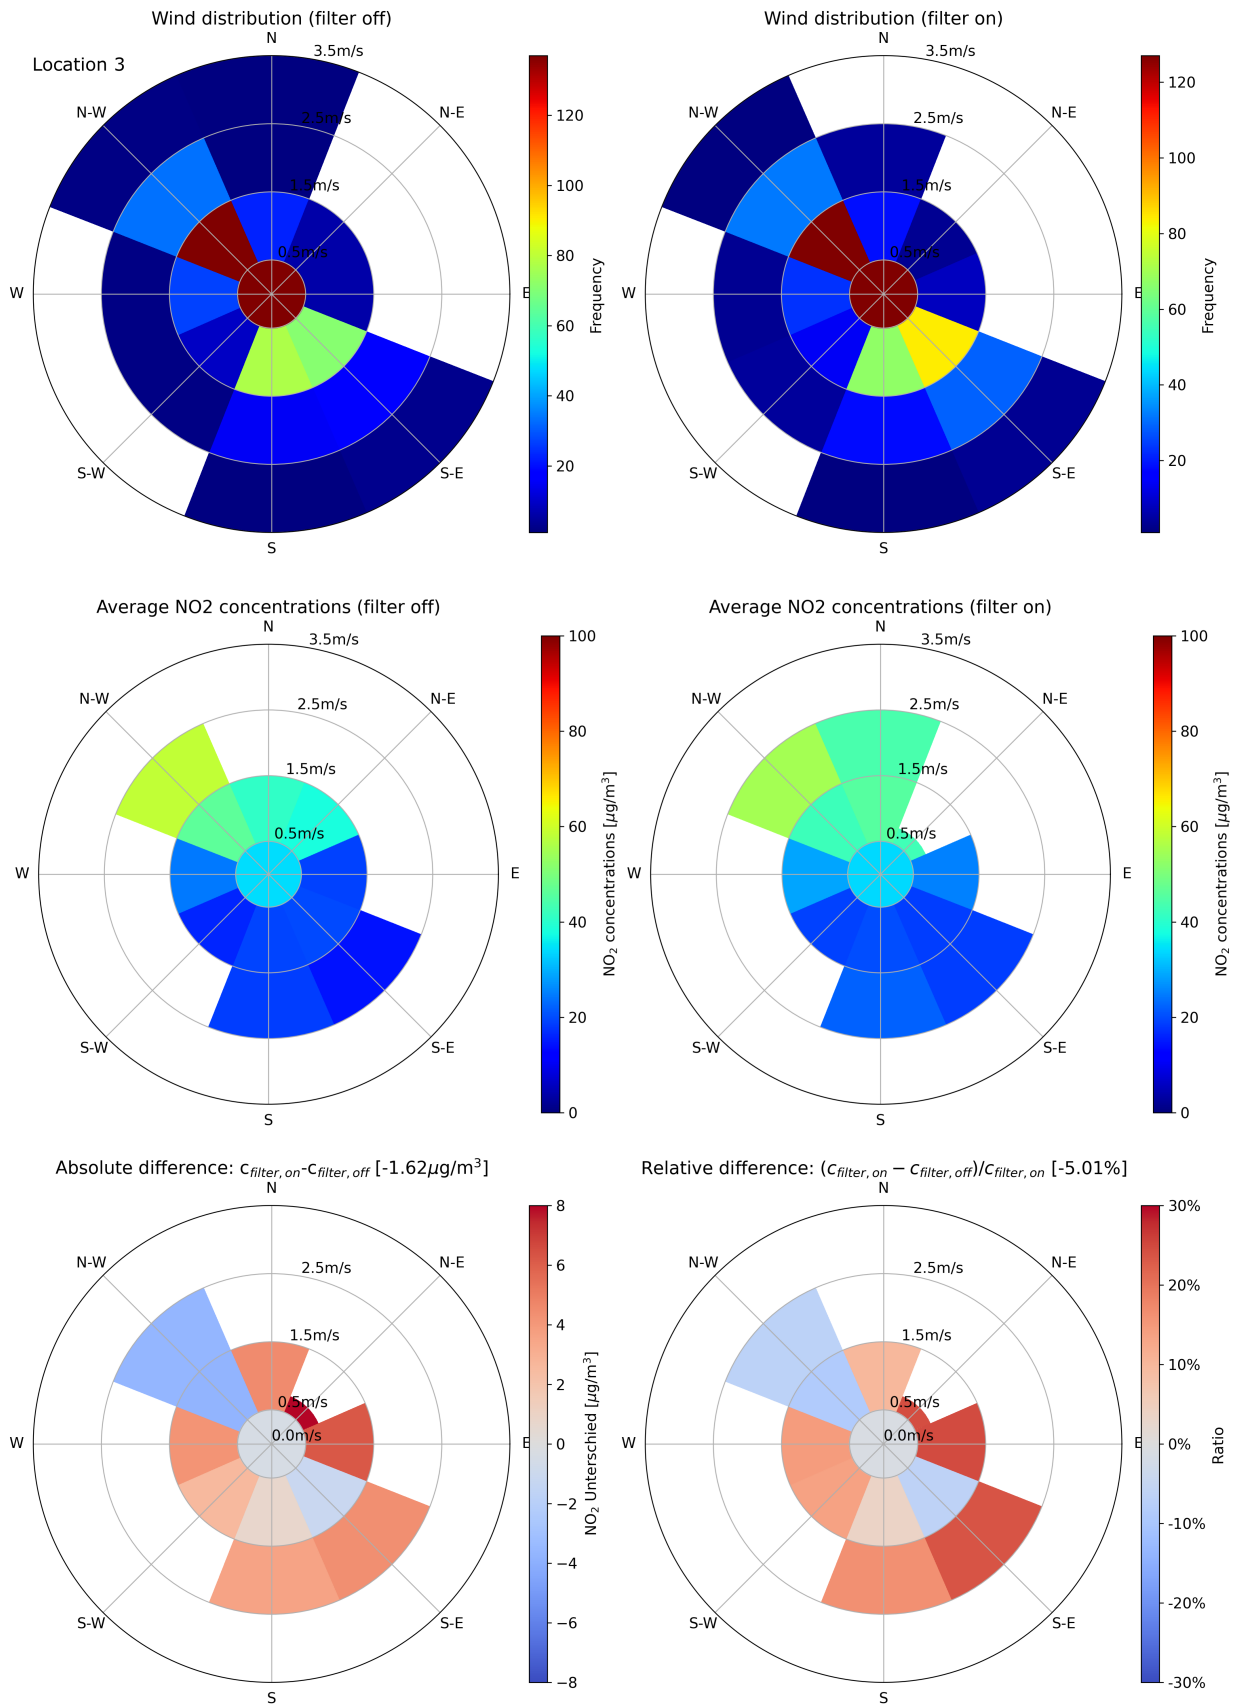 Wind distribution (filter off)
Location 3
N
3.5m/s
N-W
N-E
2.5m/s
1.5m/s
0.5m/s
W
E
S-W
S-E
S
120
100
80
60
40
20
Frequency
Wind distribution (filter on)
N
3.5m/s
N-W
N-E
2.5m/s
1.5m/s
0.5m/s
W
E
S-W
S-E
S
120
100
80
60
40
20
Frequency
Average NO2 concentrations (filter off)
N
3.5m/s
N-W
N-E
2.5m/s
1.5m/s
0.5m/s
W
E
S-W
S-E
S
100
80
60
40
20
0
NO₂ concentrations [μg/m³]
Average NO2 concentrations (filter on)
N
3.5m/s
N-W
N-E
2.5m/s
1.5m/s
0.5m/s
W
E
S-W
S-E
S
100
80
60
40
20
0
NO₂ concentrations [μg/m³]
Absolute difference: c_filter,on-c_filter,off [-1.62μg/m³]
N
N-W
N-E
2.5m/s
1.5m/s
0.5m/s
0.0m/s
W
E
S-W
S-E
S
8
6
4
2
0
−2
−4
−6
−8
NO₂ Unterschied [μg/m³]
Relative difference: (c_filter,on − c_filter,off)/c_filter,on [-5.01%]
N
N-W
N-E
2.5m/s
1.5m/s
0.5m/s
0.0m/s
W
E
S-W
S-E
S
30%
20%
10%
0%
-10%
-20%
-30%
Ratio